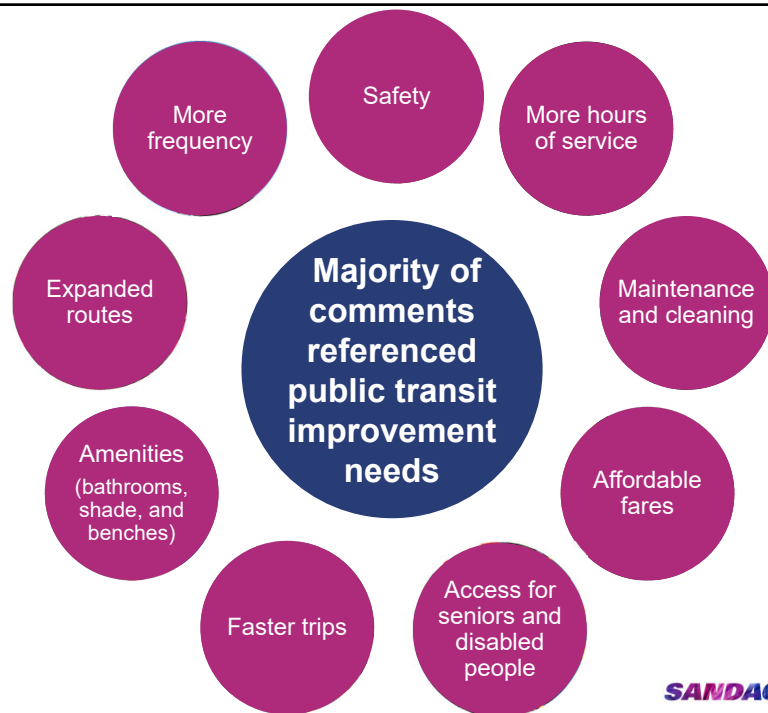 Safety
More hours
of service
Maintenance
and cleaning
Affordable
fares
Access for
seniors and
disabled
people
Faster trips
Amenities
(bathrooms,
shade, and
benches)
Expanded
routes
More
frequency
Majority of
comments
referenced
public transit
improvement
needs
SANDAG